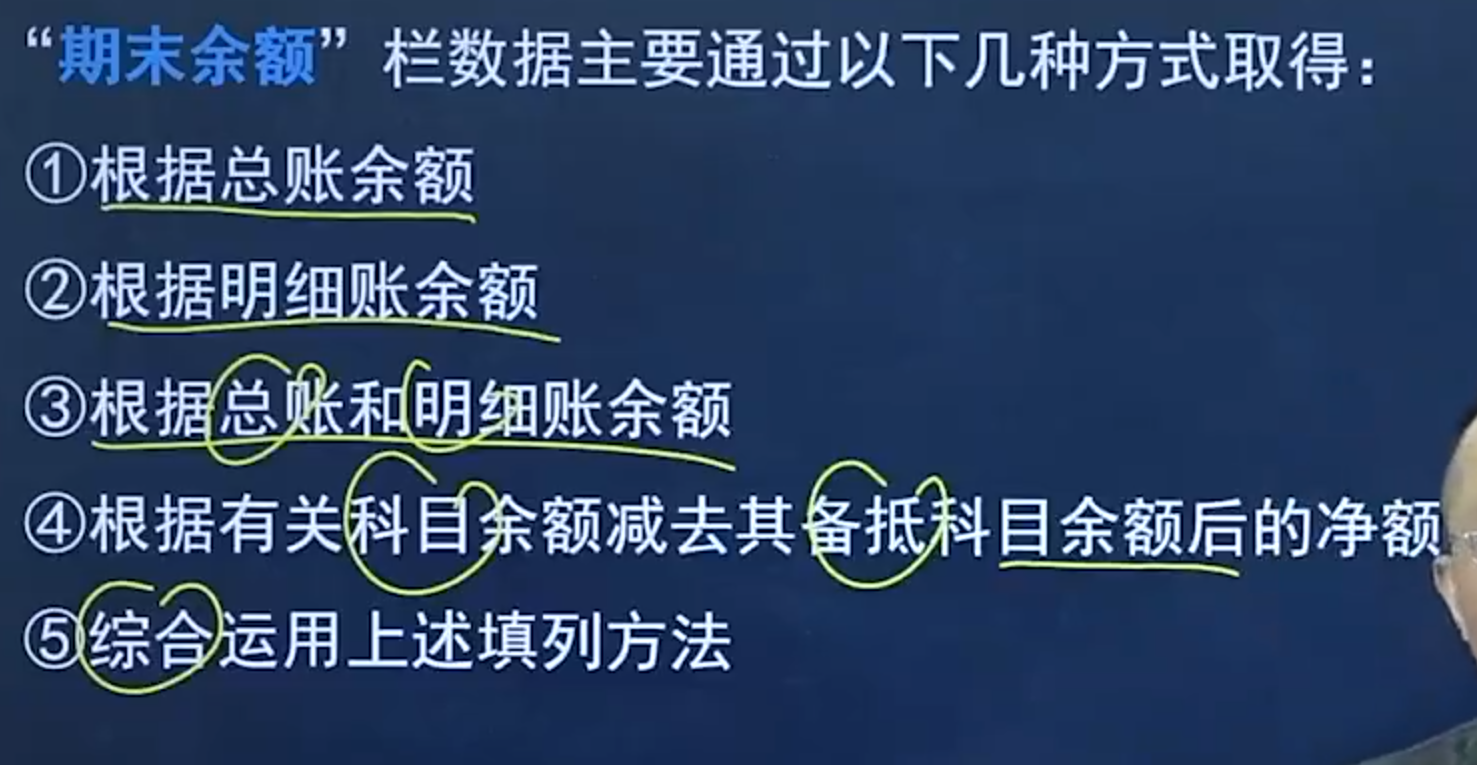 “期末余额”栏数据主要通过以下几种方式取得：
①根据总账余额
②根据明细账余额
③根据总账和明细账余额
④根据有关科目余额减去其备抵科目余额后的净额
⑤综合运用上述填列方法